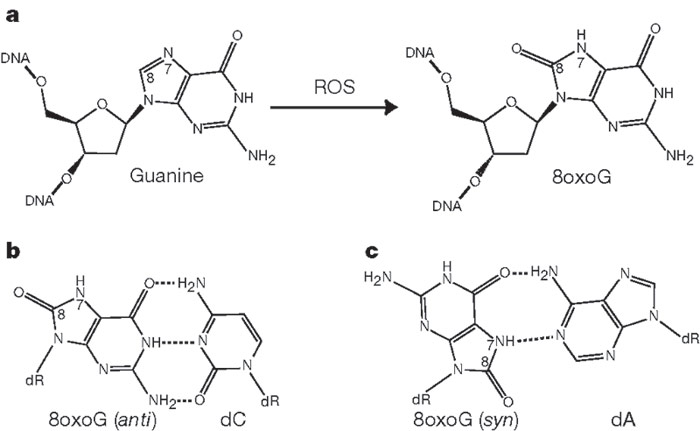 a
DNA
O
O
N
7
8
N
O
NH
N
NH2
O
DNA
Guanine
ROS
DNA
O
O
O
H
N
7
8
N
O
NH
N
NH2
O
DNA
8oxoG
b
H
N
7
O
8
N
dR
O
NH
N
NH2
H2N
N
O
N
dR
8oxoG (anti)
dC
c
H
N
H2N
O
N
7
NH
8
N
dR
O
H2N
N
N
N
N
dR
8oxoG (syn)
dA